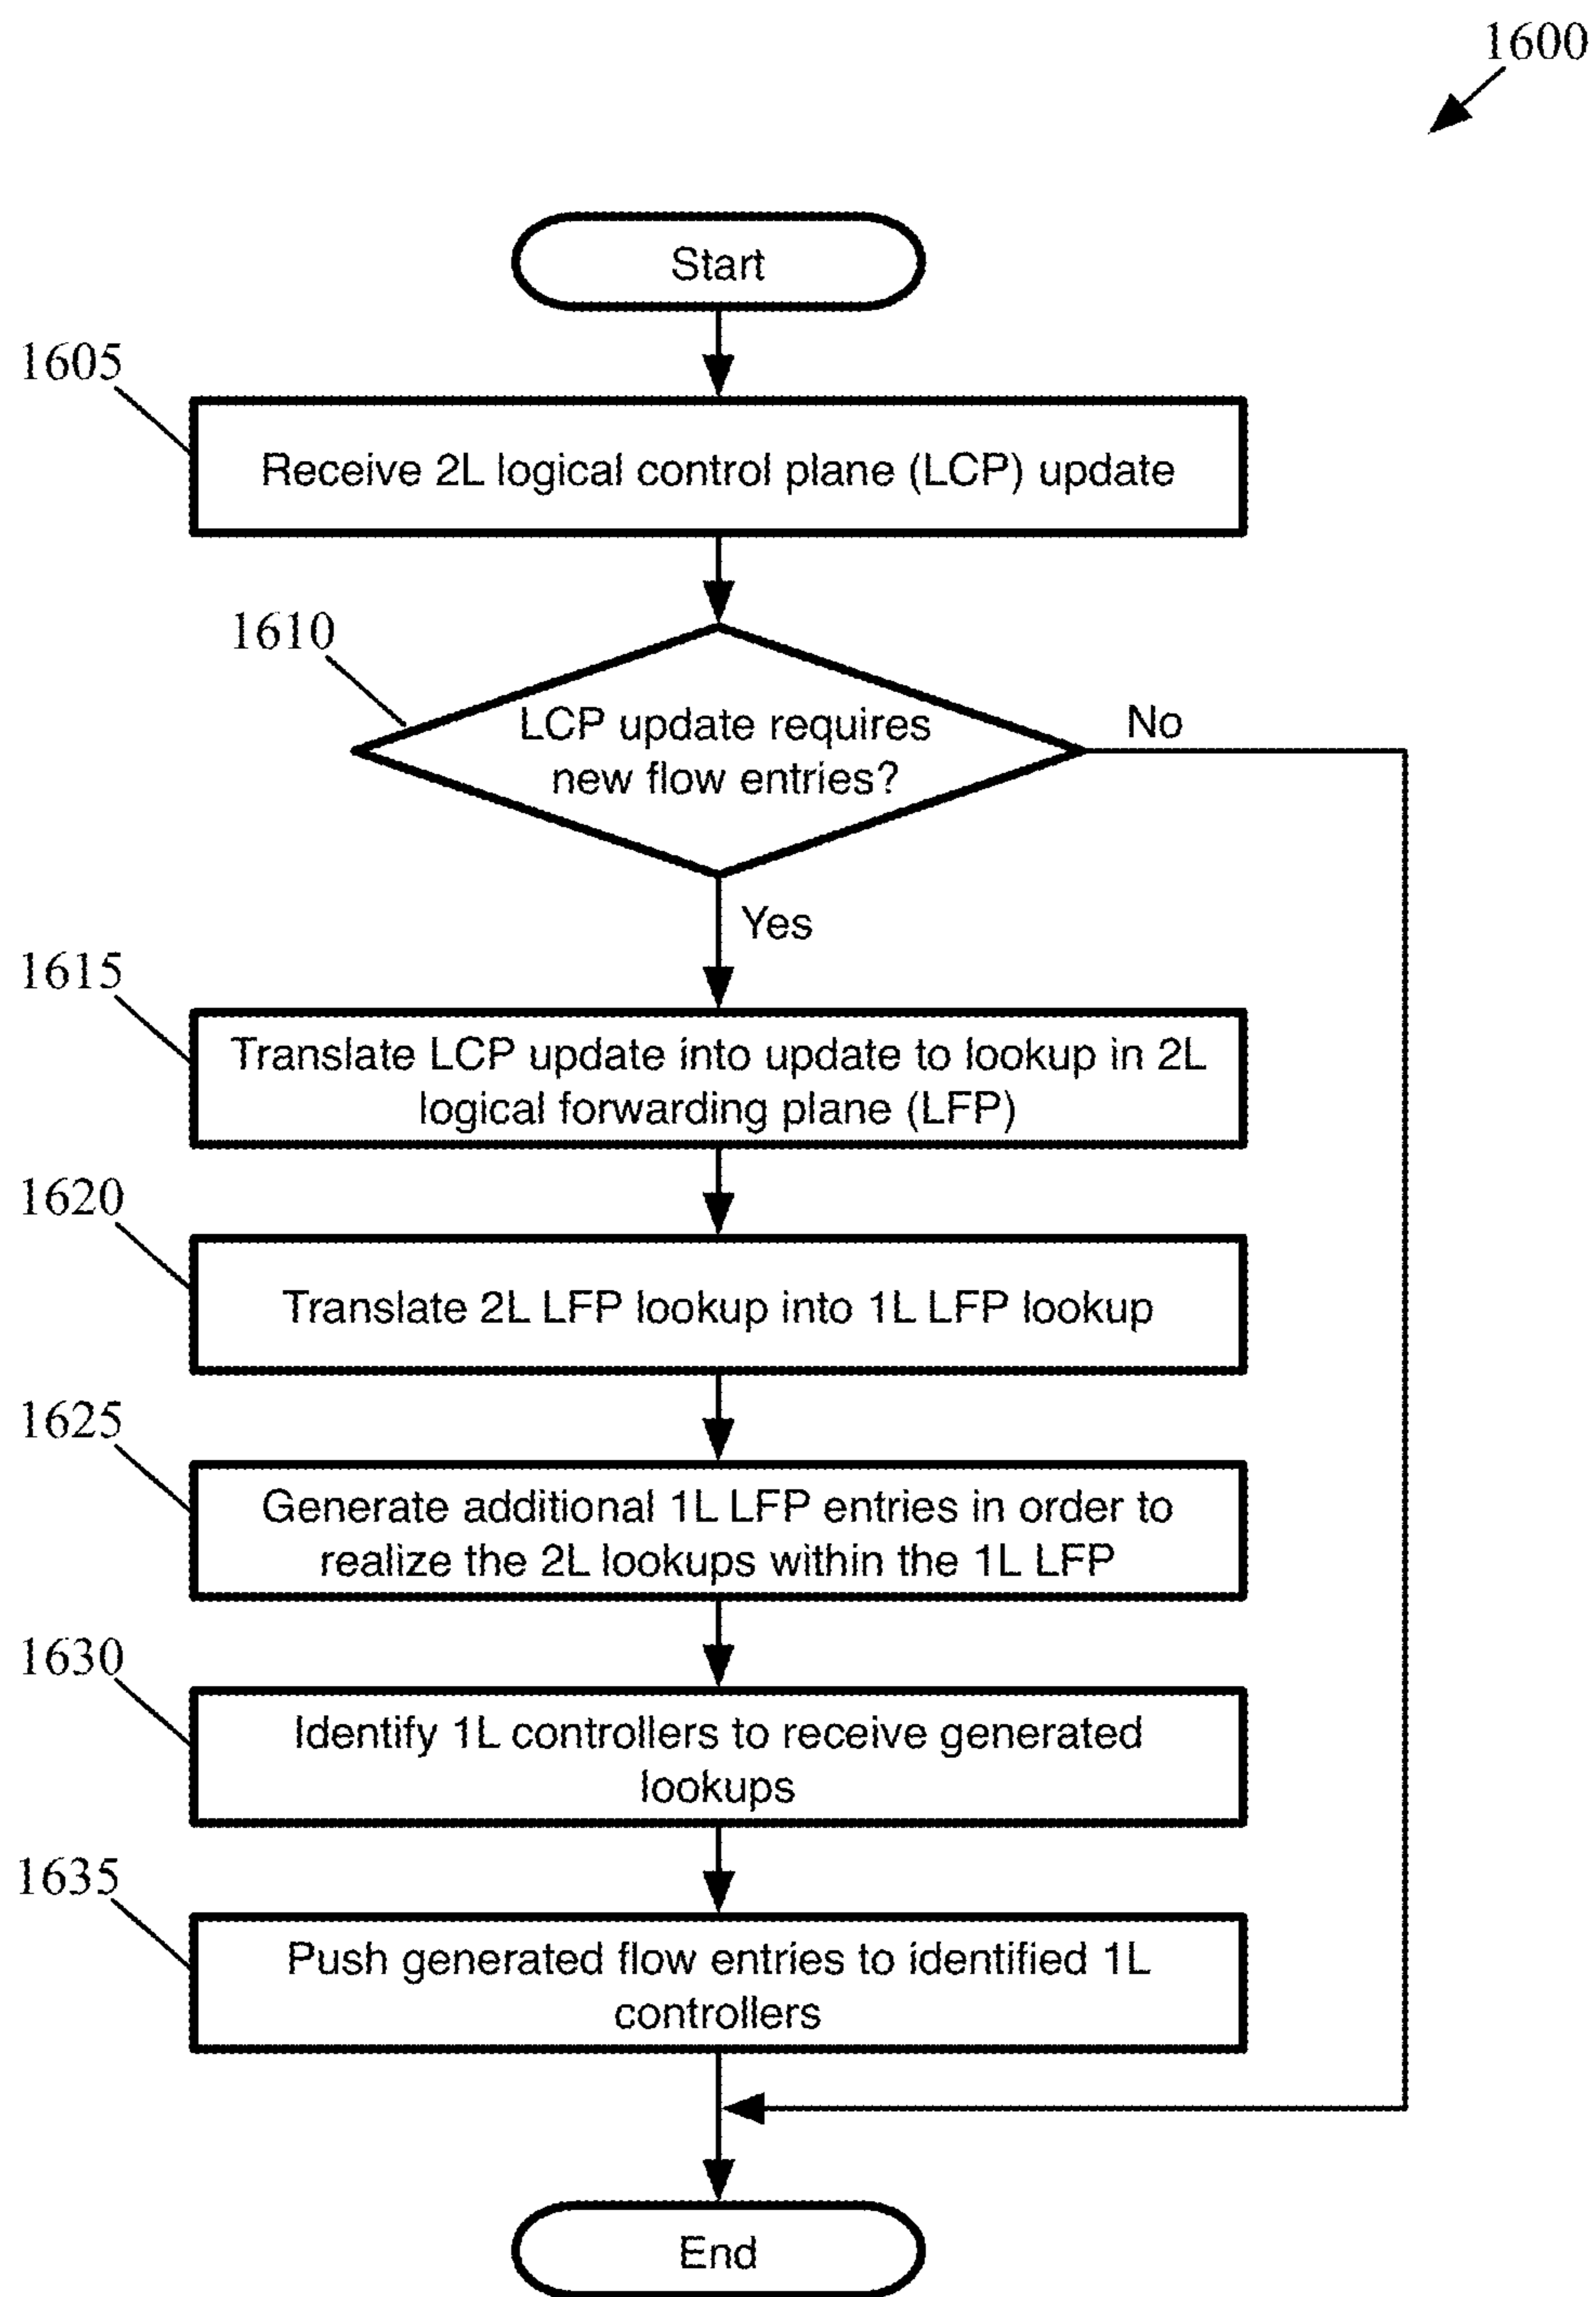 1600
Start
1605
Receive 2L logical control plane (LCP) update
1610
LCP update requires
new flow entries?
No
Yes
1615
Translate LCP update into update to lookup in 2L
logical forwarding plane (LFP)
1620
Translate 2L LFP lookup into 1L LFP lookup
1625
Generate additional 1L LFP entries in order to
realize the 2L lookups within the 1L LFP
1630
Identify 1L controllers to receive generated
lookups
1635
Push generated flow entries to identified 1L
controllers
End